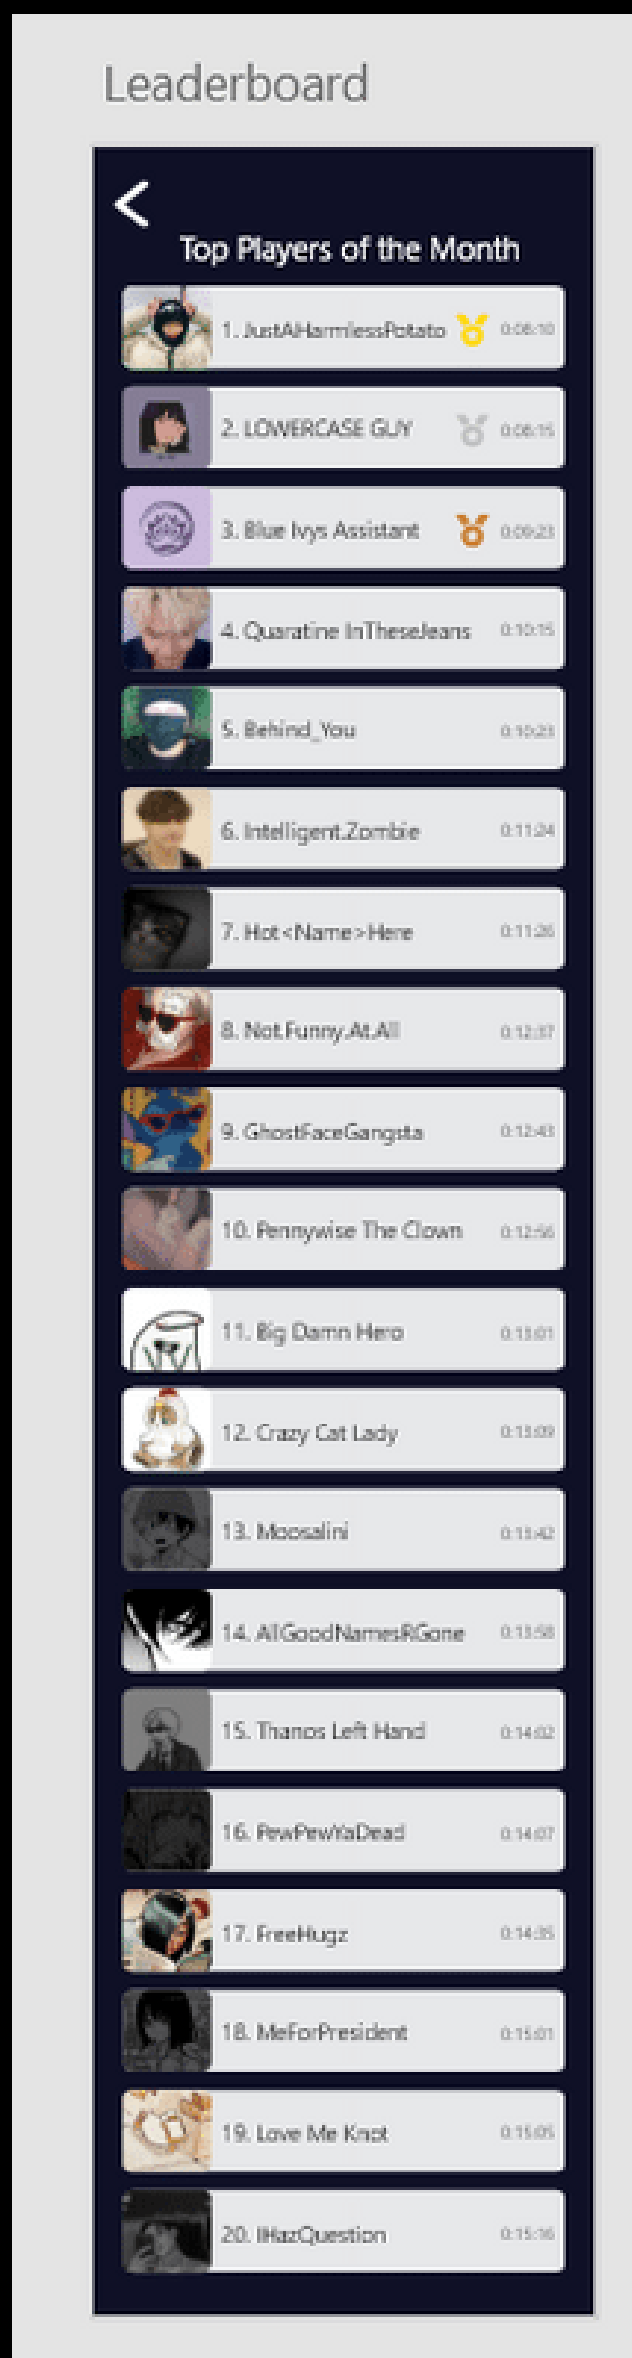 Leaderboard
Top Players of the Month
1. JustAHarmlessPotato 0:08:10
2. LOWERCASE GUY 0:08:15
3. Blue Ivys Assistant 0:09:23
4. Quaratine InTheseJeans 0:10:15
5. Behind_You 0:10:23
6. Intelligent.Zombie 0:11:24
7. Hot<Name>Here 0:11:26
8. Not.Funny.At.All 0:12:37
9. GhostFaceGangsta 0:12:43
10. Pennywise The Clown 0:12:56
11. Big Damn Hero 0:13:01
12. Crazy Cat Lady 0:13:09
13. Moosalini 0:13:42
14. AllGoodNamesRGone 0:13:58
15. Thanos Left Hand 0:14:02
16. PewPewYaDead 0:14:07
17. FreeHugz 0:14:35
18. MeForPresident 0:15:01
19. Love Me Knot 0:15:05
20. IHazQuestion 0:15:16